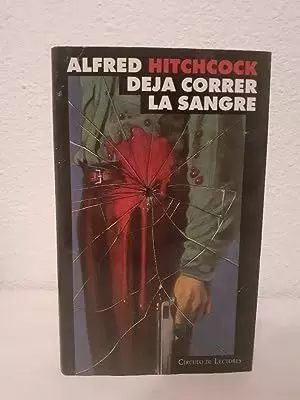 ALFRED HITCHCOCK
DEJA CORRER
LA SANGRE
CÍRCULO DE LECTORES